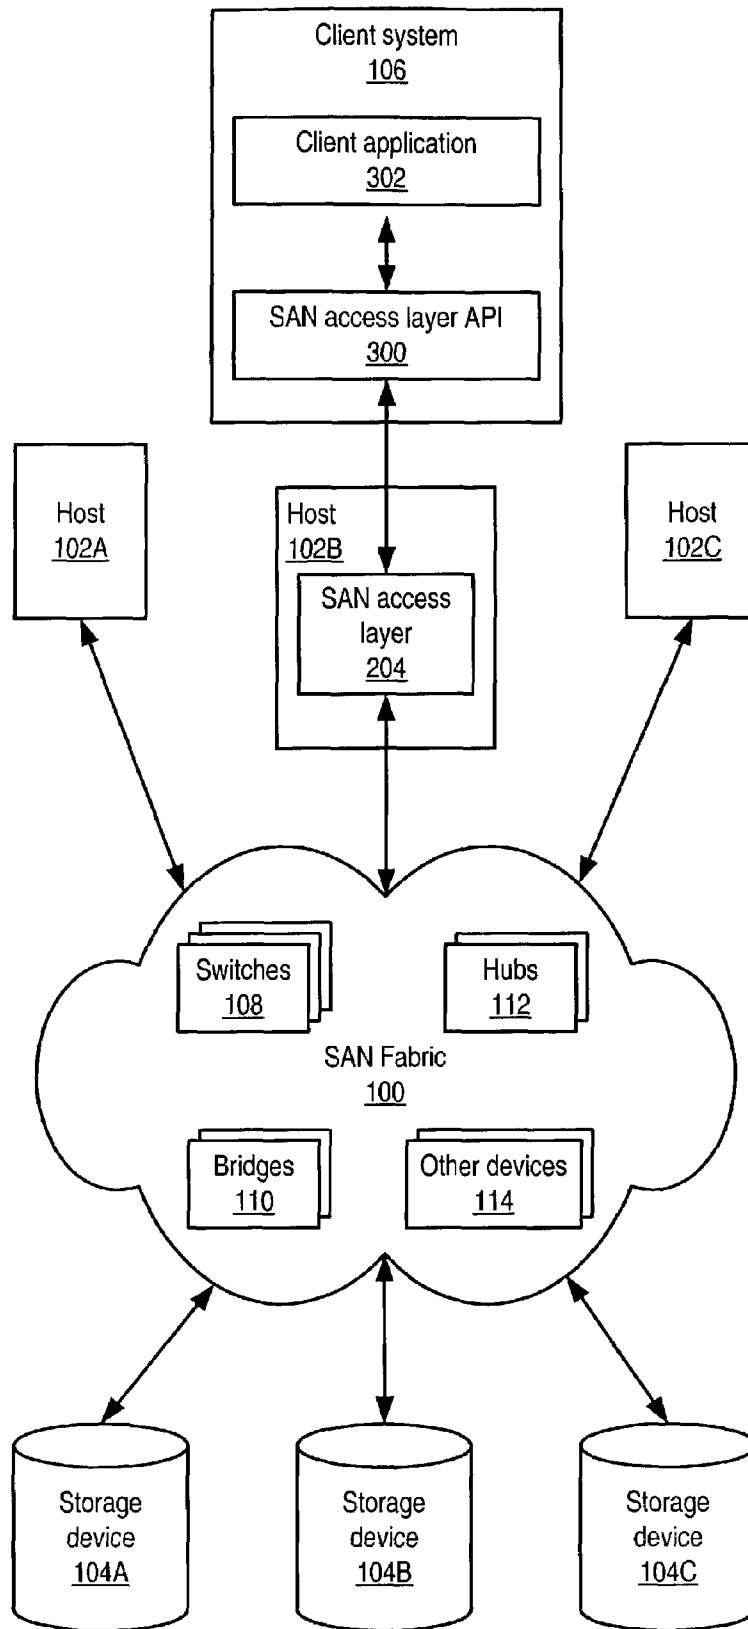 Client system
106
Client application
302
SAN access layer API
300
Host
102A
Host
102B
SAN access
layer
204
Host
102C
Switches
108
Hubs
112
SAN Fabric
100
Bridges
110
Other devices
114
Storage
device
104A
Storage
device
104B
Storage
device
104C